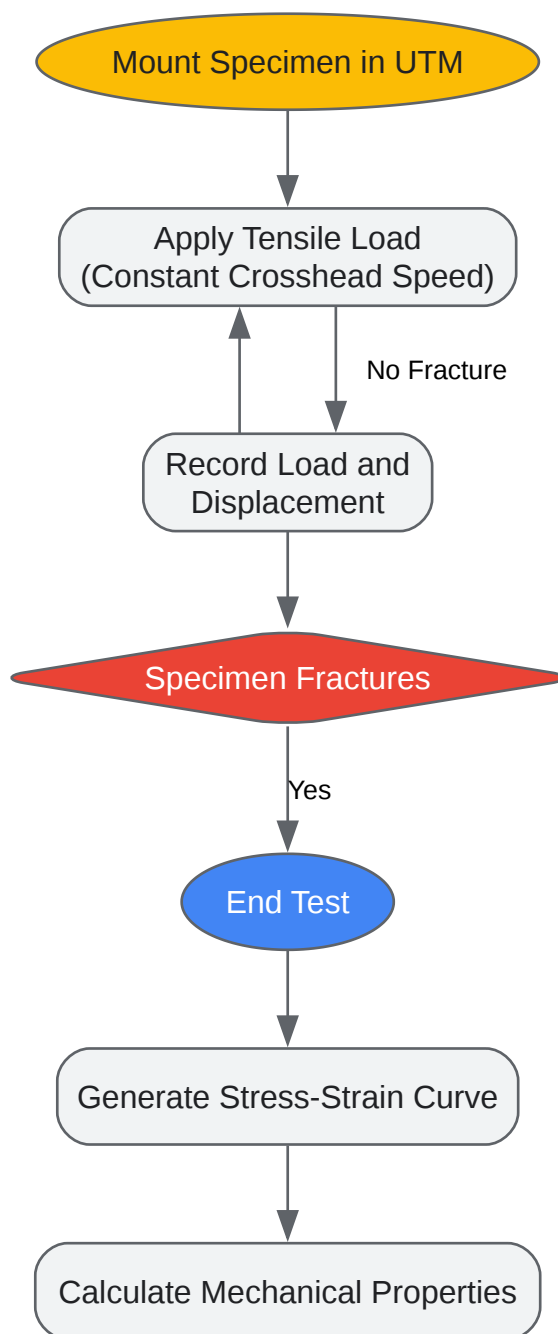 Mount Specimen in UTM
Apply Tensile Load
(Constant Crosshead Speed)
No Fracture
Record Load and
Displacement
Specimen Fractures
Yes
End Test
Generate Stress-Strain Curve
Calculate Mechanical Properties